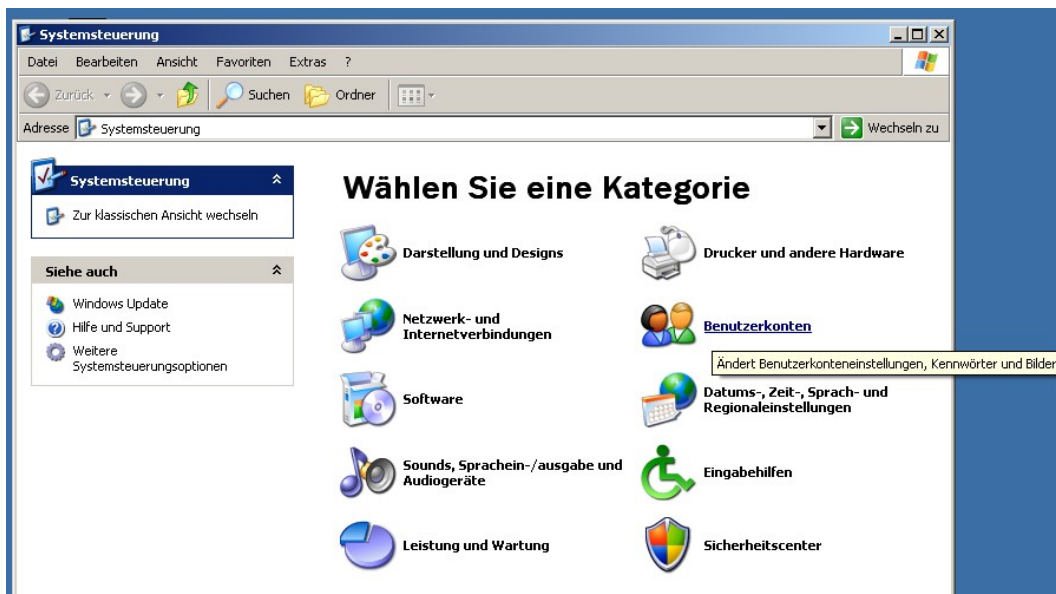 Systemsteuerung
Datei Bearbeiten Ansicht Favoriten Extras ?
Zurück Suchen Ordner
Adresse Systemsteuerung Wechseln zu
Systemsteuerung
Zur klassischen Ansicht wechseln
Siehe auch
Windows Update
Hilfe und Support
Weitere
Systemsteuerungsoptionen
Wählen Sie eine Kategorie
Darstellung und Designs
Drucker und andere Hardware
Netzwerk- und
Internetverbindungen
Benutzerkonten
Ändert Benutzerkonteneinstellungen, Kennwörter und Bilder
Software
Datums-, Zeit-, Sprach- und
Regionaleinstellungen
Sounds, Sprachein-/ausgabe und
Audiogeräte
Eingabehilfen
Leistung und Wartung
Sicherheitscenter